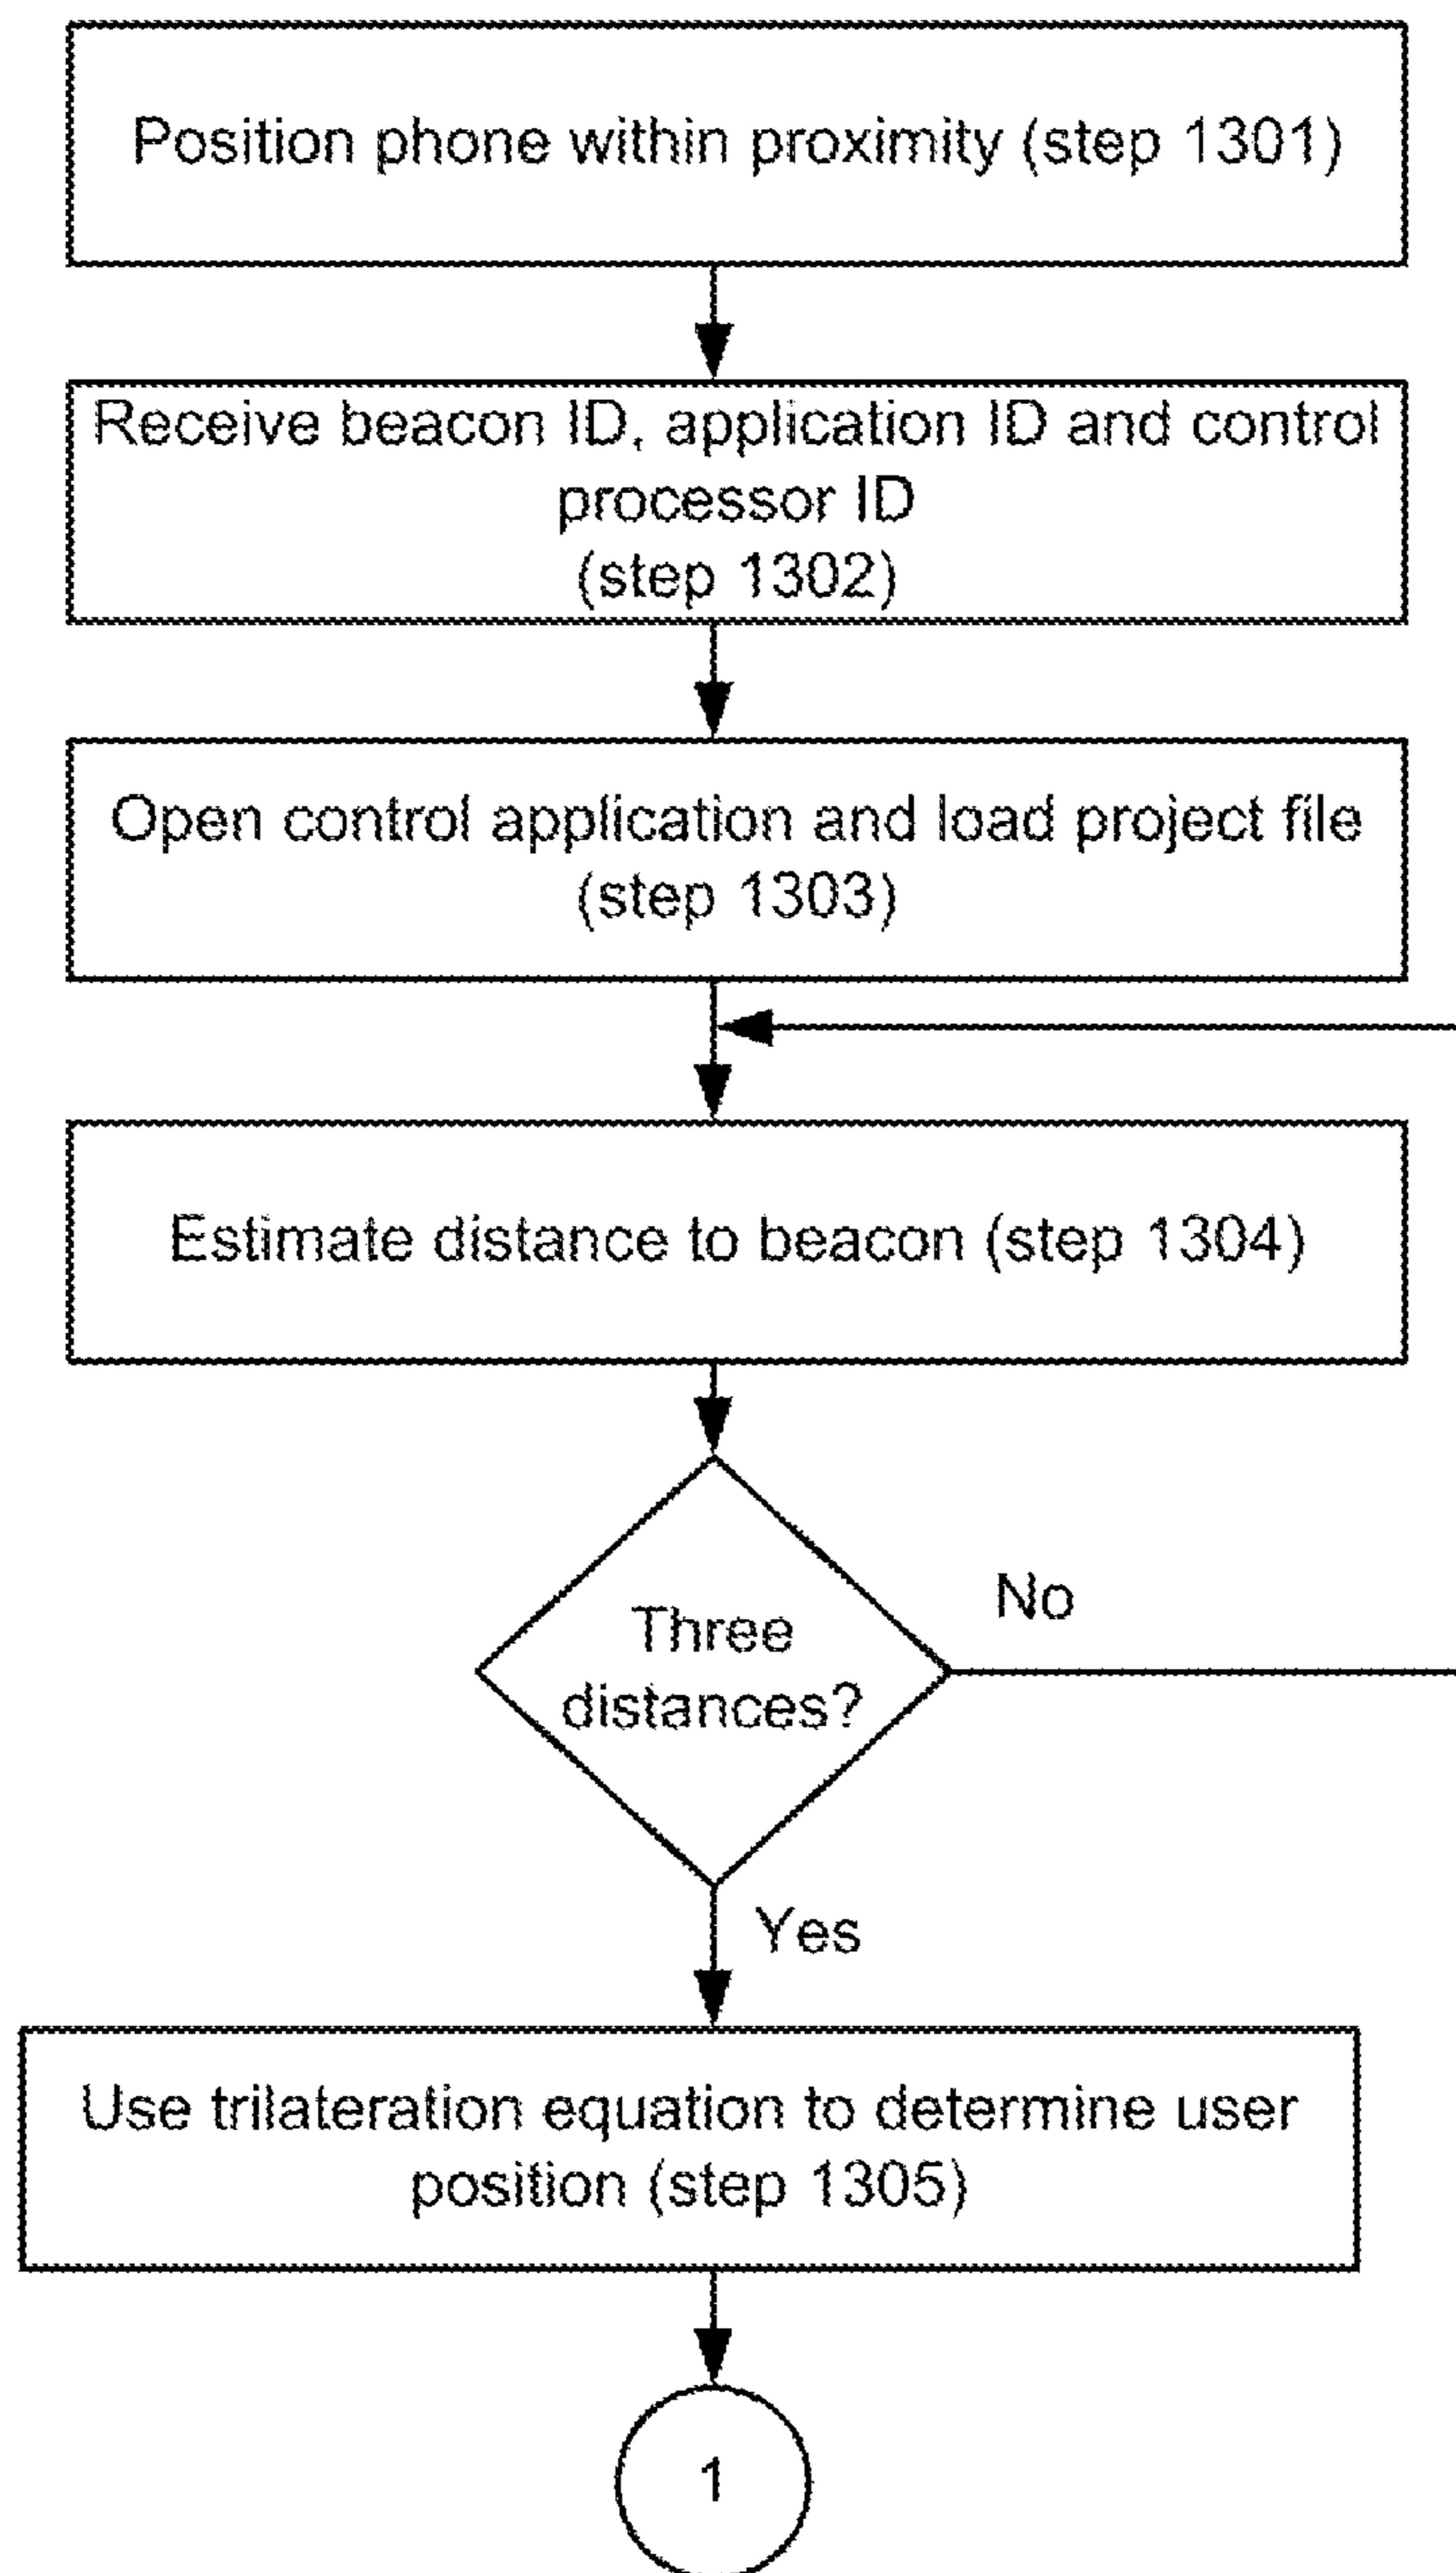 Position phone within proximity (step 1301)
Receive beacon ID, application ID and control
processor ID
(step 1302)
Open control application and load project file
(step 1303)
Estimate distance to beacon (step 1304)
Three
distances?
No
Yes
Use trilateration equation to determine user
position (step 1305)
1